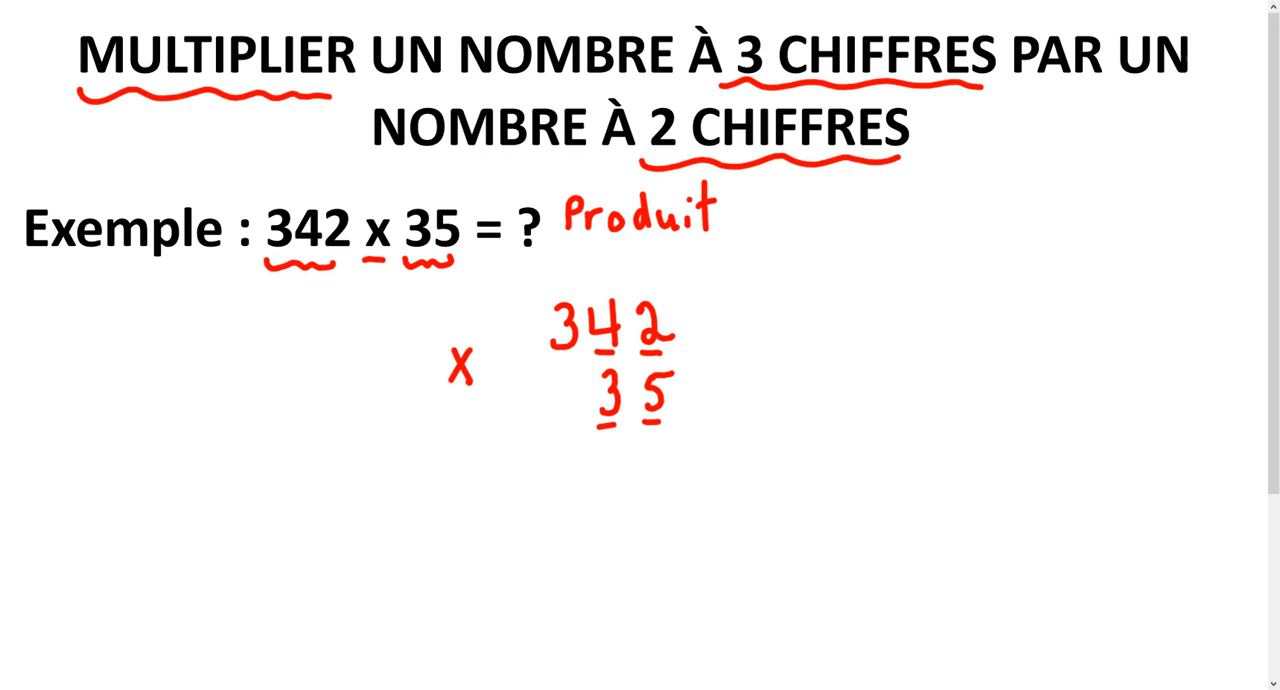 MULTIPLIER UN NOMBRE À 3 CHIFFRES PAR UN
NOMBRE À 2 CHIFFRES
Exemple : 342 x 35 = ? Produit
342
x 35